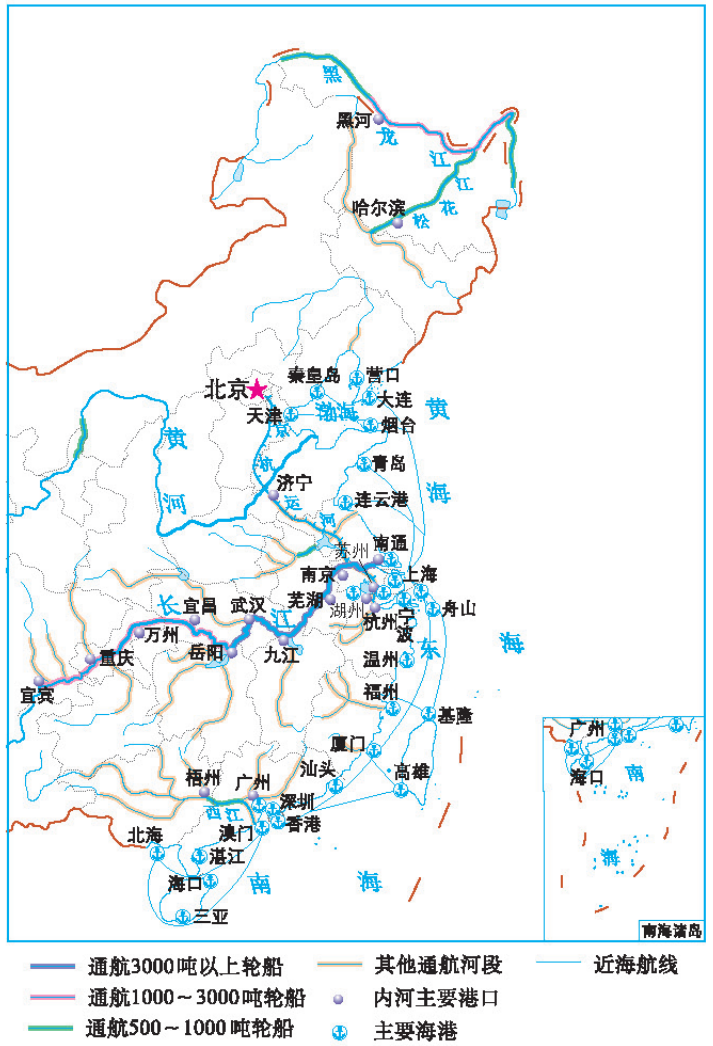 黑
龙
江
黑河
哈尔滨
松
花
江
北京
秦皇岛
营口
天津
渤海
大连
烟台
黄
海
黄
河
京
杭
运
河
青岛
济宁
连云港
苏州
南通
南京
上海
长
江
宜昌
武汉
芜湖
湖州
杭州
宁
波
舟山
万州
重庆
岳阳
九江
宜宾
东
海
温州
福州
基隆
厦门
汕头
高雄
梧州
广州
西江
深圳
香港
澳门
北海
湛江
海口
三亚
南
海
广州
海口
南
海
南海诸岛
通航3000吨以上轮船
其他通航河段
近海航线
通航1000～3000吨轮船
内河主要港口
通航500～1000吨轮船
主要海港